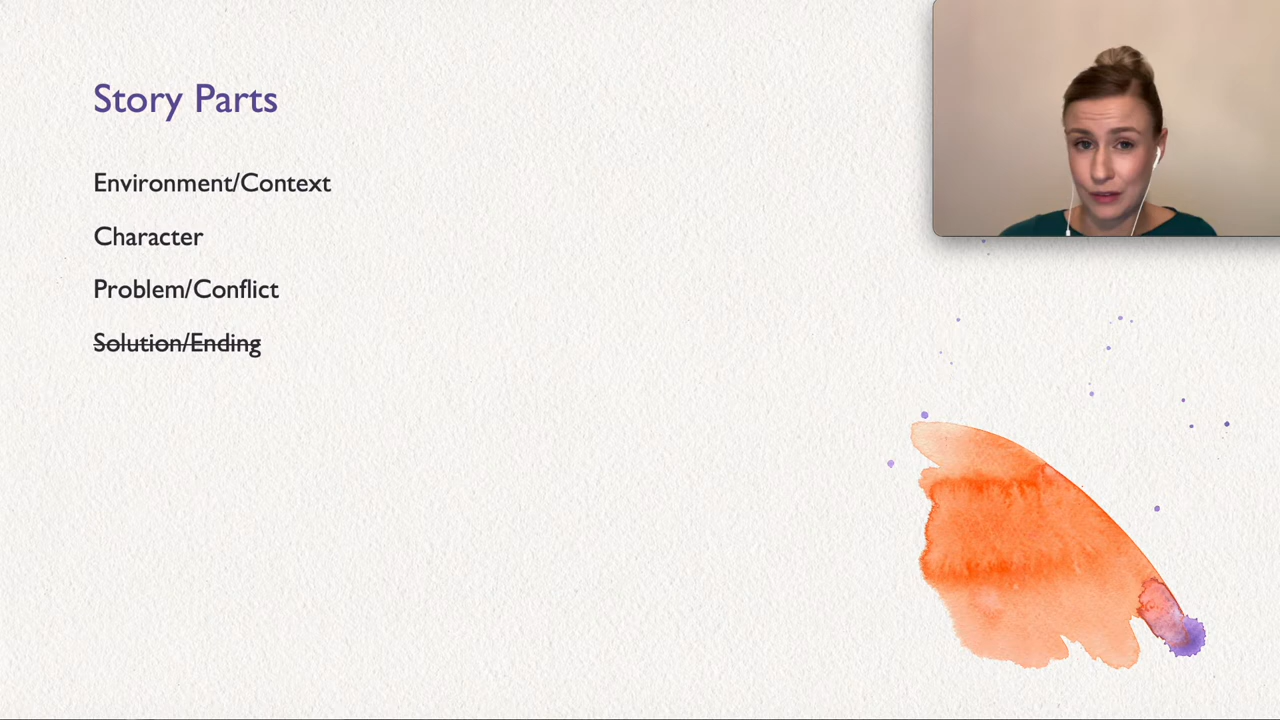 Story Parts
Environment/Context
Character
Problem/Conflict
Solution/Ending